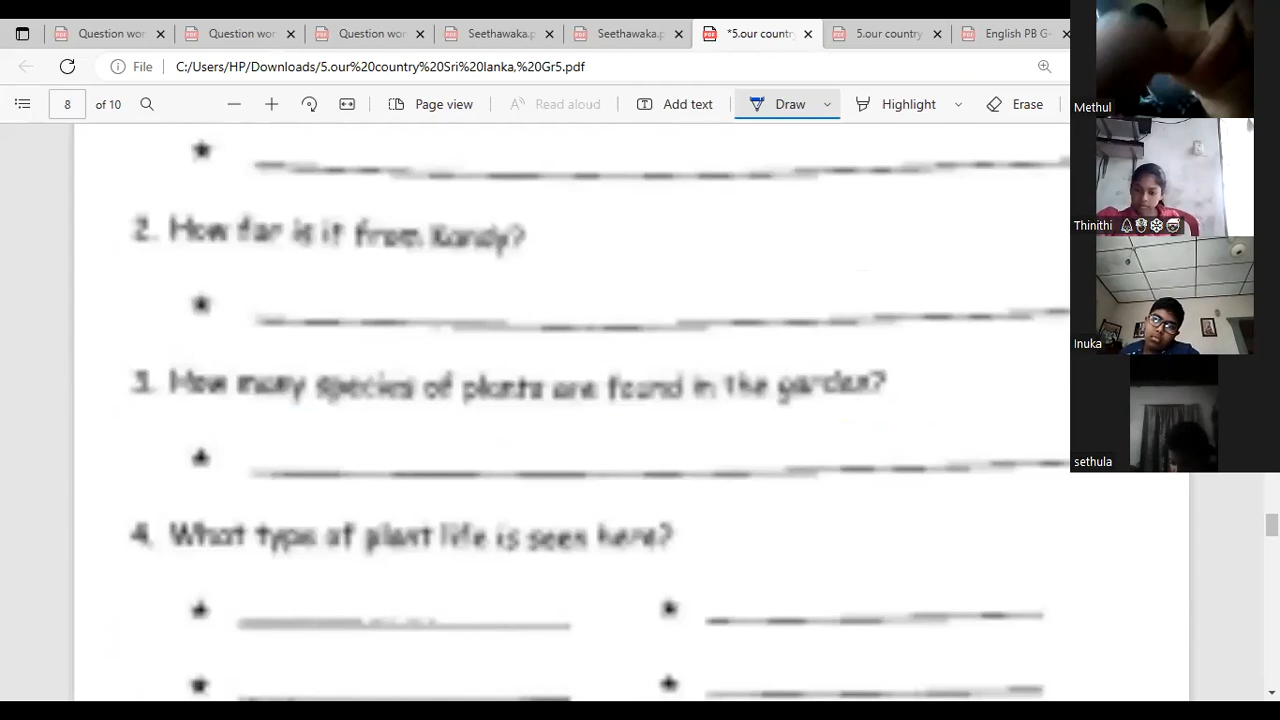 Question wor
Question wor
Question wor
Seethawaka.p
Seethawaka.p
*5.our countr
5.our country
English PB G-
File
C:/Users/HP/Downloads/5.our%20country%20Sri%20lanka,%20Gr5.pdf
8 of 10
Page view
Read aloud
Add text
Draw
Highlight
Erase
2. How far is it from Kandy?
3. How many species of plants are found in the garden?
4. What type of plant life is seen here?
Methul
Thinithi
Inuka
sethula